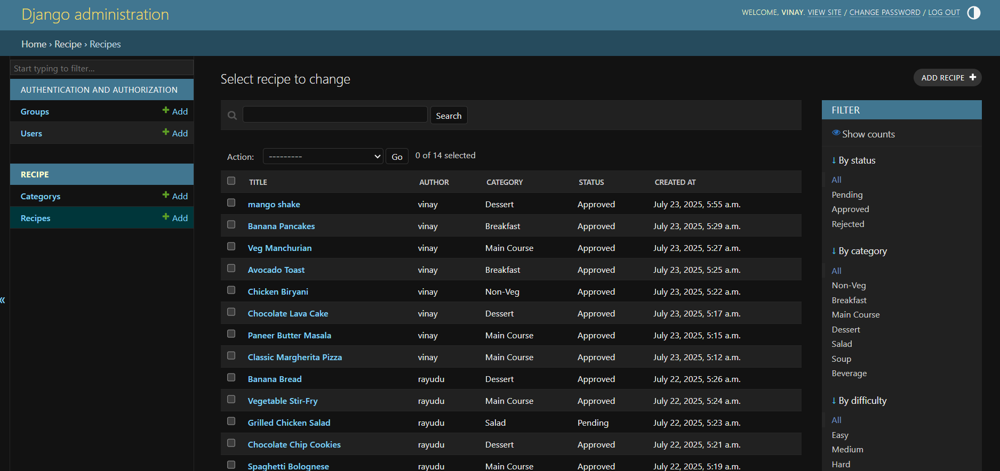 Django administration
WELCOME, VINAY. VIEW SITE / CHANGE PASSWORD / LOG OUT
Home › Recipe › Recipes
Start typing to filter...
AUTHENTICATION AND AUTHORIZATION
Groups + Add
Users + Add
RECIPE
Categorys + Add
Recipes + Add
«
Select recipe to change
ADD RECIPE +
Search
Action: --------- Go 0 of 14 selected
TITLE AUTHOR CATEGORY STATUS CREATED AT
mango shake vinay Dessert Approved July 23, 2025, 5:55 a.m.
Banana Pancakes vinay Breakfast Approved July 23, 2025, 5:29 a.m.
Veg Manchurian vinay Main Course Approved July 23, 2025, 5:27 a.m.
Avocado Toast vinay Breakfast Approved July 23, 2025, 5:25 a.m.
Chicken Biryani vinay Non-Veg Approved July 23, 2025, 5:22 a.m.
Chocolate Lava Cake vinay Dessert Approved July 23, 2025, 5:17 a.m.
Paneer Butter Masala vinay Main Course Approved July 23, 2025, 5:15 a.m.
Classic Margherita Pizza vinay Main Course Approved July 23, 2025, 5:12 a.m.
Banana Bread rayudu Dessert Approved July 22, 2025, 5:26 a.m.
Vegetable Stir-Fry rayudu Main Course Approved July 22, 2025, 5:24 a.m.
Grilled Chicken Salad rayudu Salad Pending July 22, 2025, 5:23 a.m.
Chocolate Chip Cookies rayudu Dessert Approved July 22, 2025, 5:21 a.m.
Spaghetti Bolognese rayudu Main Course Approved July 22, 2025, 5:19 a.m.
FILTER
Show counts
↓ By status
All
Pending
Approved
Rejected
↓ By category
All
Non-Veg
Breakfast
Main Course
Dessert
Salad
Soup
Beverage
↓ By difficulty
All
Easy
Medium
Hard